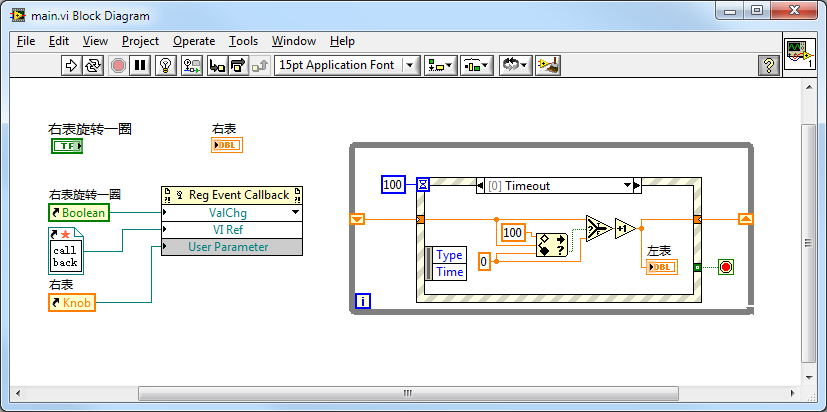 main.vi Block Diagram
File Edit View Project Operate Tools Window Help
15pt Application Font
?
1
右表旋转一圈
TF
右表
DBL
右表旋转一圈
Boolean
call
back
右表
Knob
?! Reg Event Callback ?!
ValChg
VI Ref
User Parameter
100
[0] Timeout
100
0
?
? T F
+1
Type
Time
左表
DBL
i